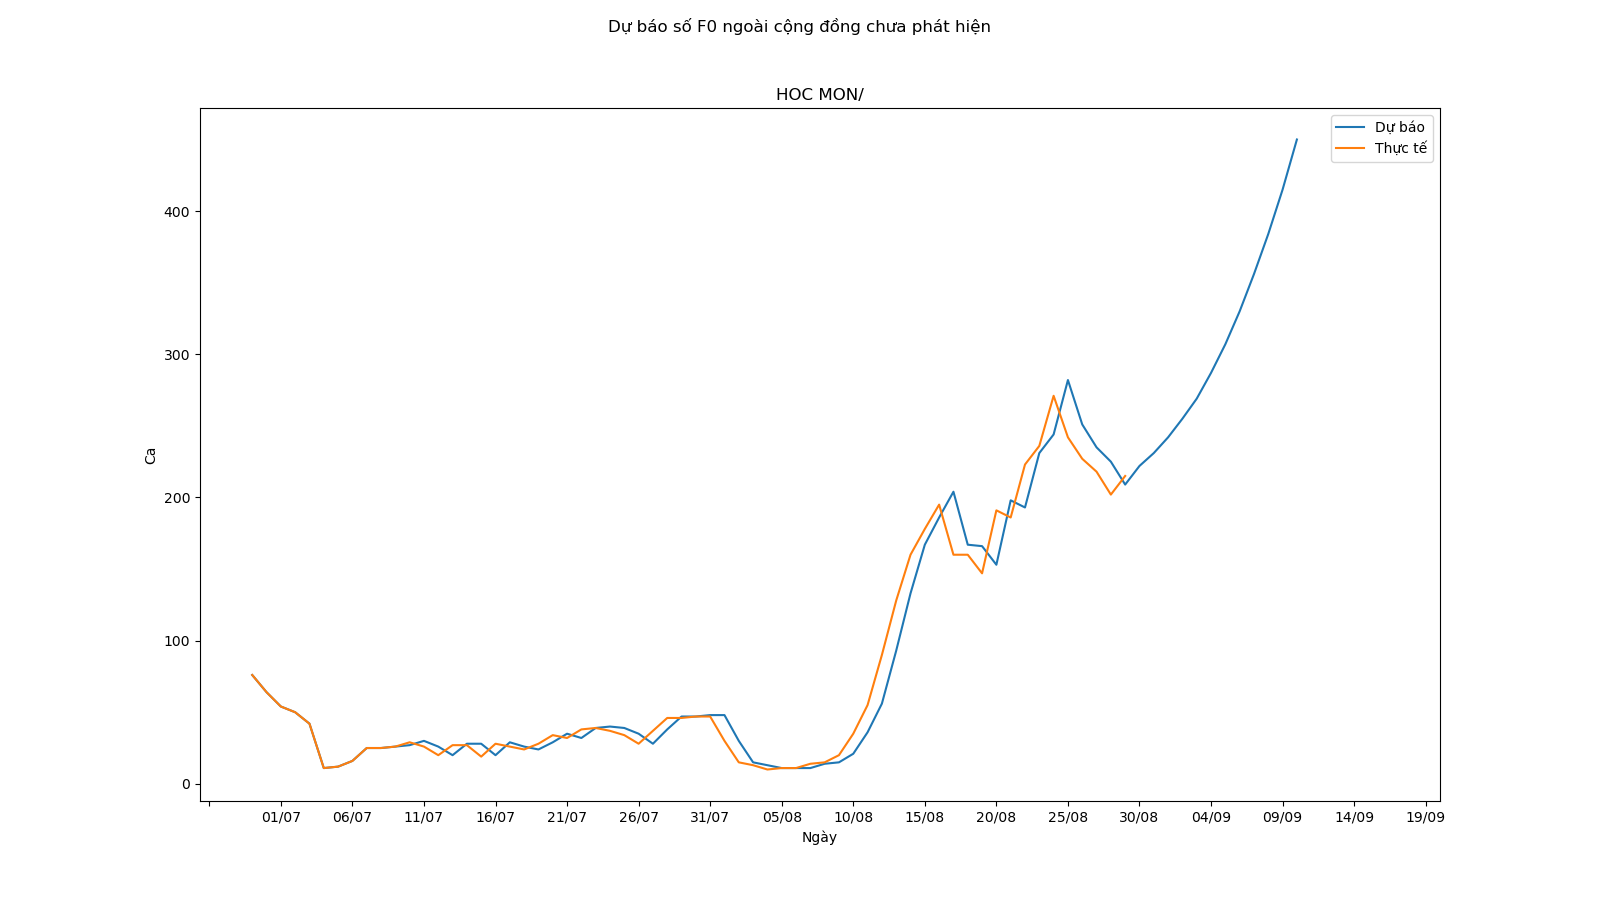 Dự báo số F0 ngoài cộng đồng chưa phát hiện
HOC MON/
Dự báo
Thực tế
400
300
200
100
0
Ca
01/07 06/07 11/07 16/07 21/07 26/07 31/07 05/08 10/08 15/08 20/08 25/08 30/08 04/09 09/09 14/09 19/09
Ngày